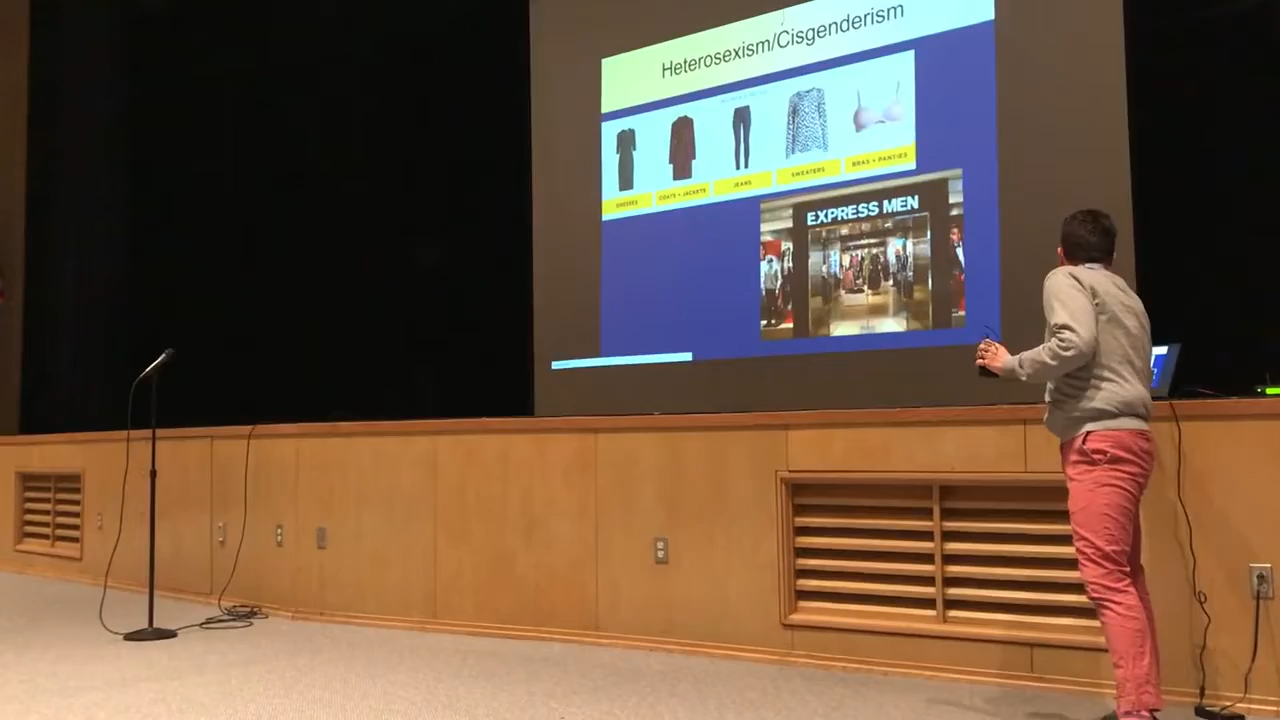 Heterosexism/Cisgenderism
DRESSES
COATS + JACKETS
JEANS
SWEATERS
BRAS + PANTIES
EXPRESS MEN